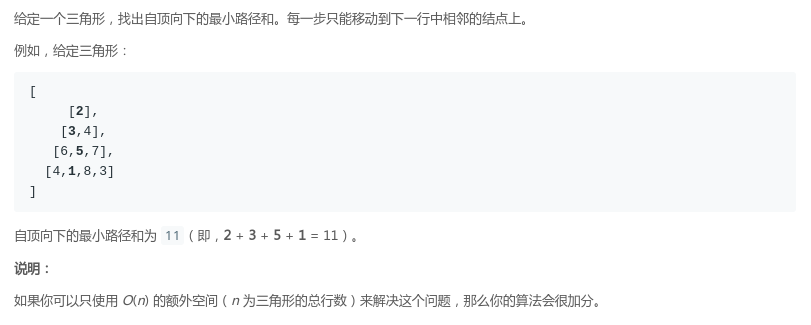 给定一个三角形，找出自顶向下的最小路径和。每一步只能移动到下一行中相邻的结点上。
例如，给定三角形：
[
[2],
[3,4],
[6,5,7],
[4,1,8,3]
]
自顶向下的最小路径和为 11（即，2 + 3 + 5 + 1 = 11）。
说明：
如果你可以只使用 O(n) 的额外空间（n 为三角形的总行数）来解决这个问题，那么你的算法会很加分。